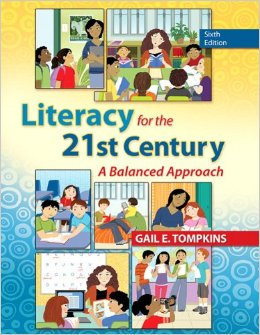 Sixth
Edition
Literacy for the
21st Century
A Balanced Approach
GAIL E. TOMPKINS